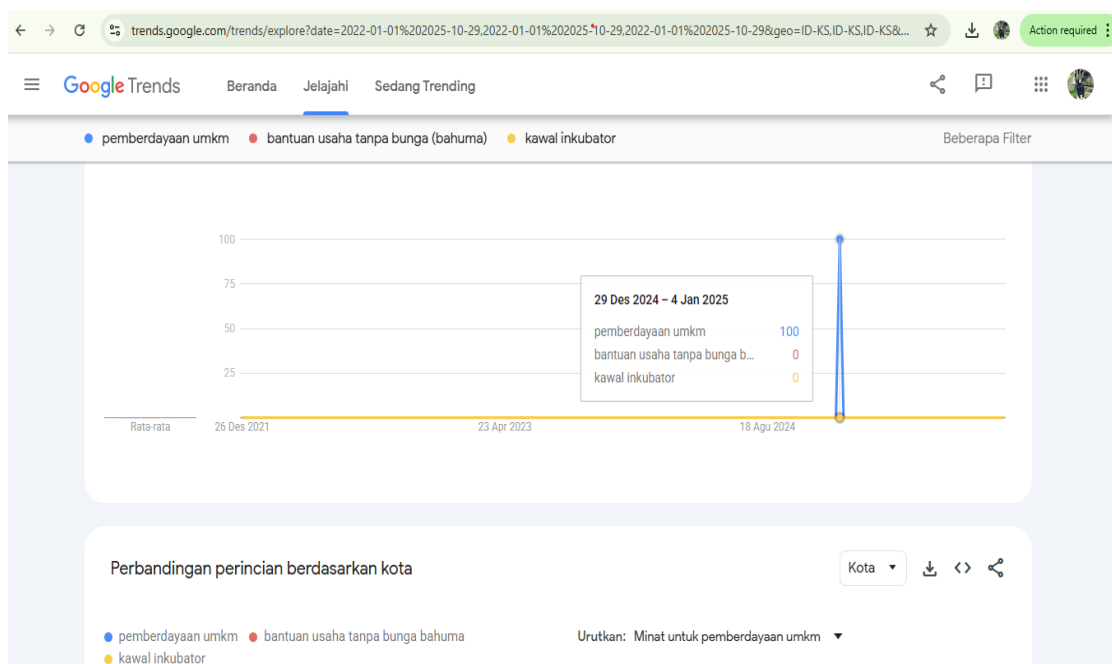 trends.google.com/trends/explore?date=2022-01-01%202025-10-29,2022-01-01%202025-10-29,2022-01-01%202025-10-29&geo=ID-KS,ID-KS,ID-KS&...
Action required
Google Trends
Beranda
Jelajahi
Sedang Trending
pemberdayaan umkm
bantuan usaha tanpa bunga (bahuma)
kawal inkubator
Beberapa Filter
100
75
50
25
29 Des 2024 – 4 Jan 2025
pemberdayaan umkm 100
bantuan usaha tanpa bunga b... 0
kawal inkubator 0
Rata-rata
26 Des 2021
23 Apr 2023
18 Agu 2024
Perbandingan perincian berdasarkan kota
Kota
pemberdayaan umkm
bantuan usaha tanpa bunga bahuma
kawal inkubator
Urutkan: Minat untuk pemberdayaan umkm